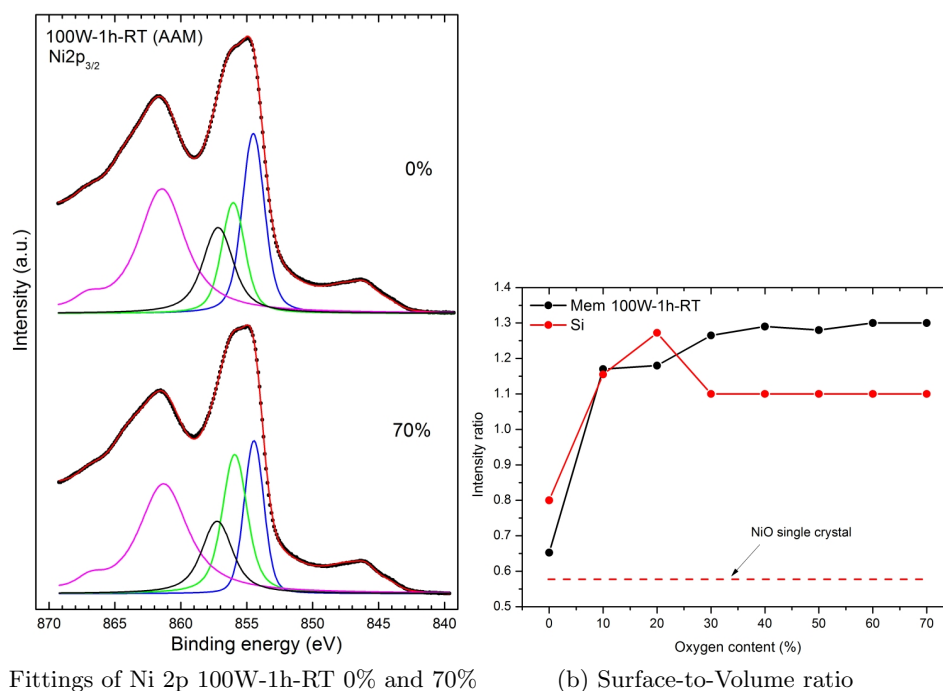 100W-1h-RT (AAM)
Ni2p3/2
0%
70%
Intensity (a.u.)
870 865 860 855 850 845 840
Binding energy (eV)
Fittings of Ni 2p 100W-1h-RT 0% and 70%
1.4
1.3
1.2
1.1
1.0
0.9
0.8
0.7
0.6
0.5
Mem 100W-1h-RT
Si
NiO single crystal
Intensity ratio
0 10 20 30 40 50 60 70
Oxygen content (%)
(b) Surface-to-Volume ratio